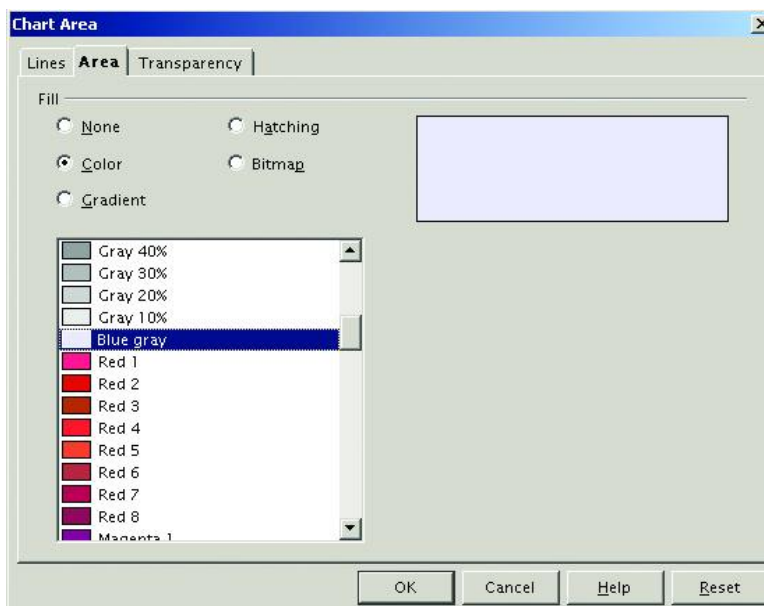 Chart Area
Lines Area Transparency
Fill
None Hatching
Color Bitmap
Gradient
Gray 40%
Gray 30%
Gray 20%
Gray 10%
Blue gray
Red 1
Red 2
Red 3
Red 4
Red 5
Red 6
Red 7
Red 8
Magenta 1
OK Cancel Help Reset